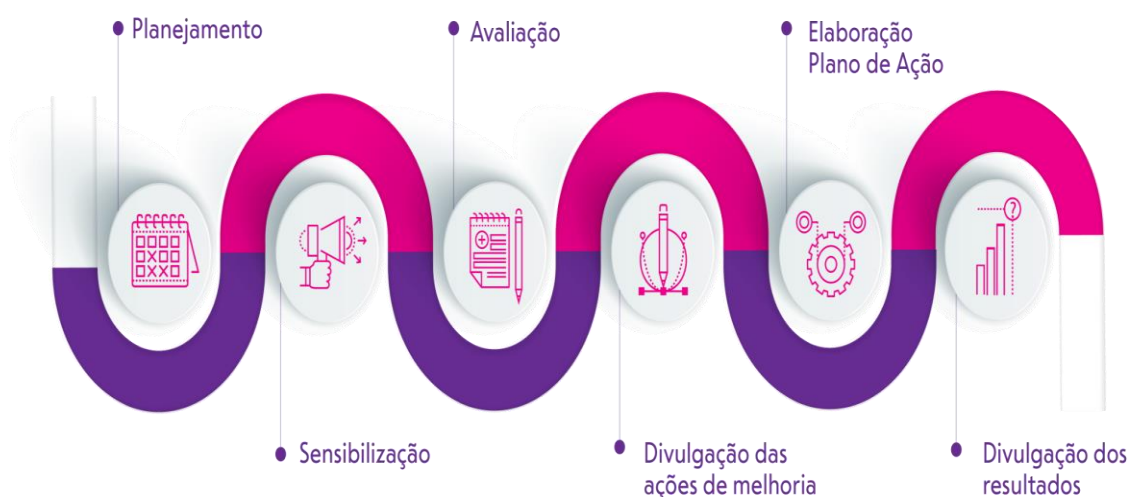 Planejamento
Sensibilização
Avaliação
Divulgação das
ações de melhoria
Elaboração
Plano de Ação
Divulgação dos
resultados
?